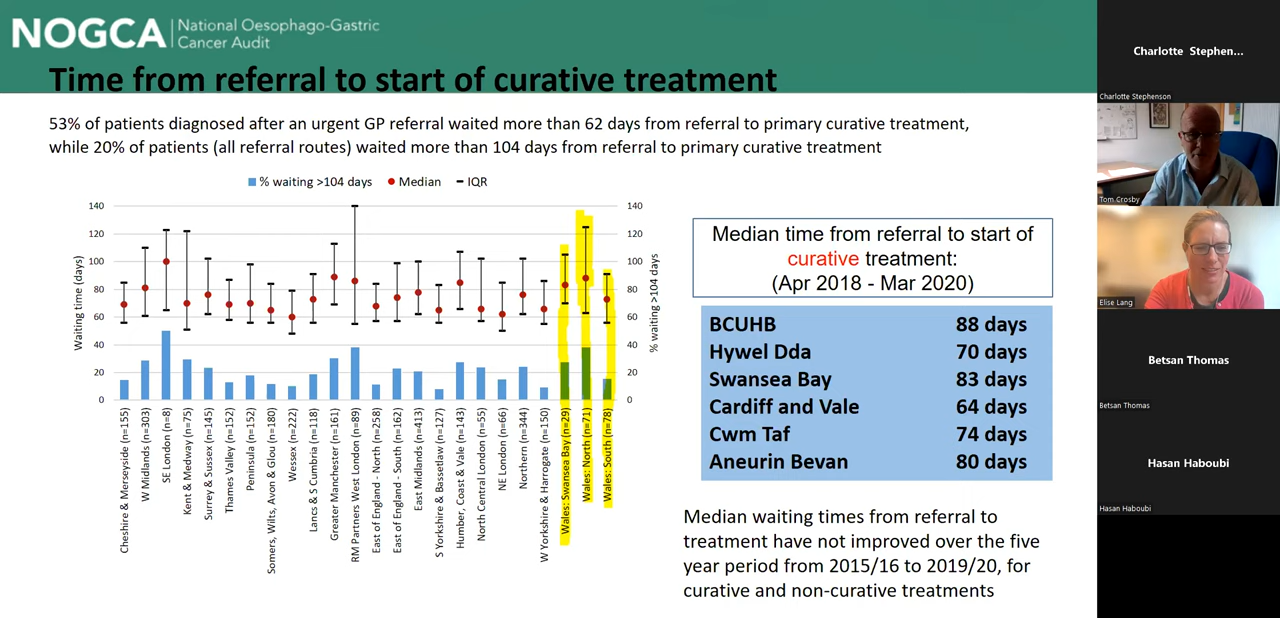 NOGCA
National Oesophago-Gastric
Cancer Audit
Time from referral to start of curative treatment
53% of patients diagnosed after an urgent GP referral waited more than 62 days from referral to primary curative treatment,
while 20% of patients (all referral routes) waited more than 104 days from referral to primary curative treatment
% waiting >104 days
Median
IQR
Waiting time (days)
140
120
100
80
60
40
20
0
140
120
100
80
60
40
20
0
% waiting >104 days
Cheshire & Merseyside (n=155)
W Midlands (n=303)
SE London (n=8)
Kent & Medway (n=75)
Surrey & Sussex (n=145)
Thames Valley (n=152)
Peninsula (n=152)
Somers, Wilts, Avon & Glou (n=180)
Wessex (n=222)
Lancs & S Cumbria (n=118)
Greater Manchester (n=161)
RM Partners West London (n=89)
East of England - North (n=258)
East of England - South (n=162)
East Midlands (n=413)
S Yorkshire & Bassetlaw (n=127)
Humber, Coast & Vale (n=143)
North Central London (n=55)
NE London (n=66)
Northern (n=344)
W Yorkshire & Harrogate (n=150)
Wales: Swansea Bay (n=29)
Wales: North (n=71)
Wales: South (n=78)
Median time from referral to start of
curative treatment:
(Apr 2018 - Mar 2020)
BCUHB 88 days
Hywel Dda 70 days
Swansea Bay 83 days
Cardiff and Vale 64 days
Cwm Taf 74 days
Aneurin Bevan 80 days
Median waiting times from referral to
treatment have not improved over the five
year period from 2015/16 to 2019/20, for
curative and non-curative treatments
Charlotte Stephen...
Charlotte Stephenson
Tom Crosby
Elise Lang
Betsan Thomas
Betsan Thomas
Hasan Haboubi
Hasan Haboubi